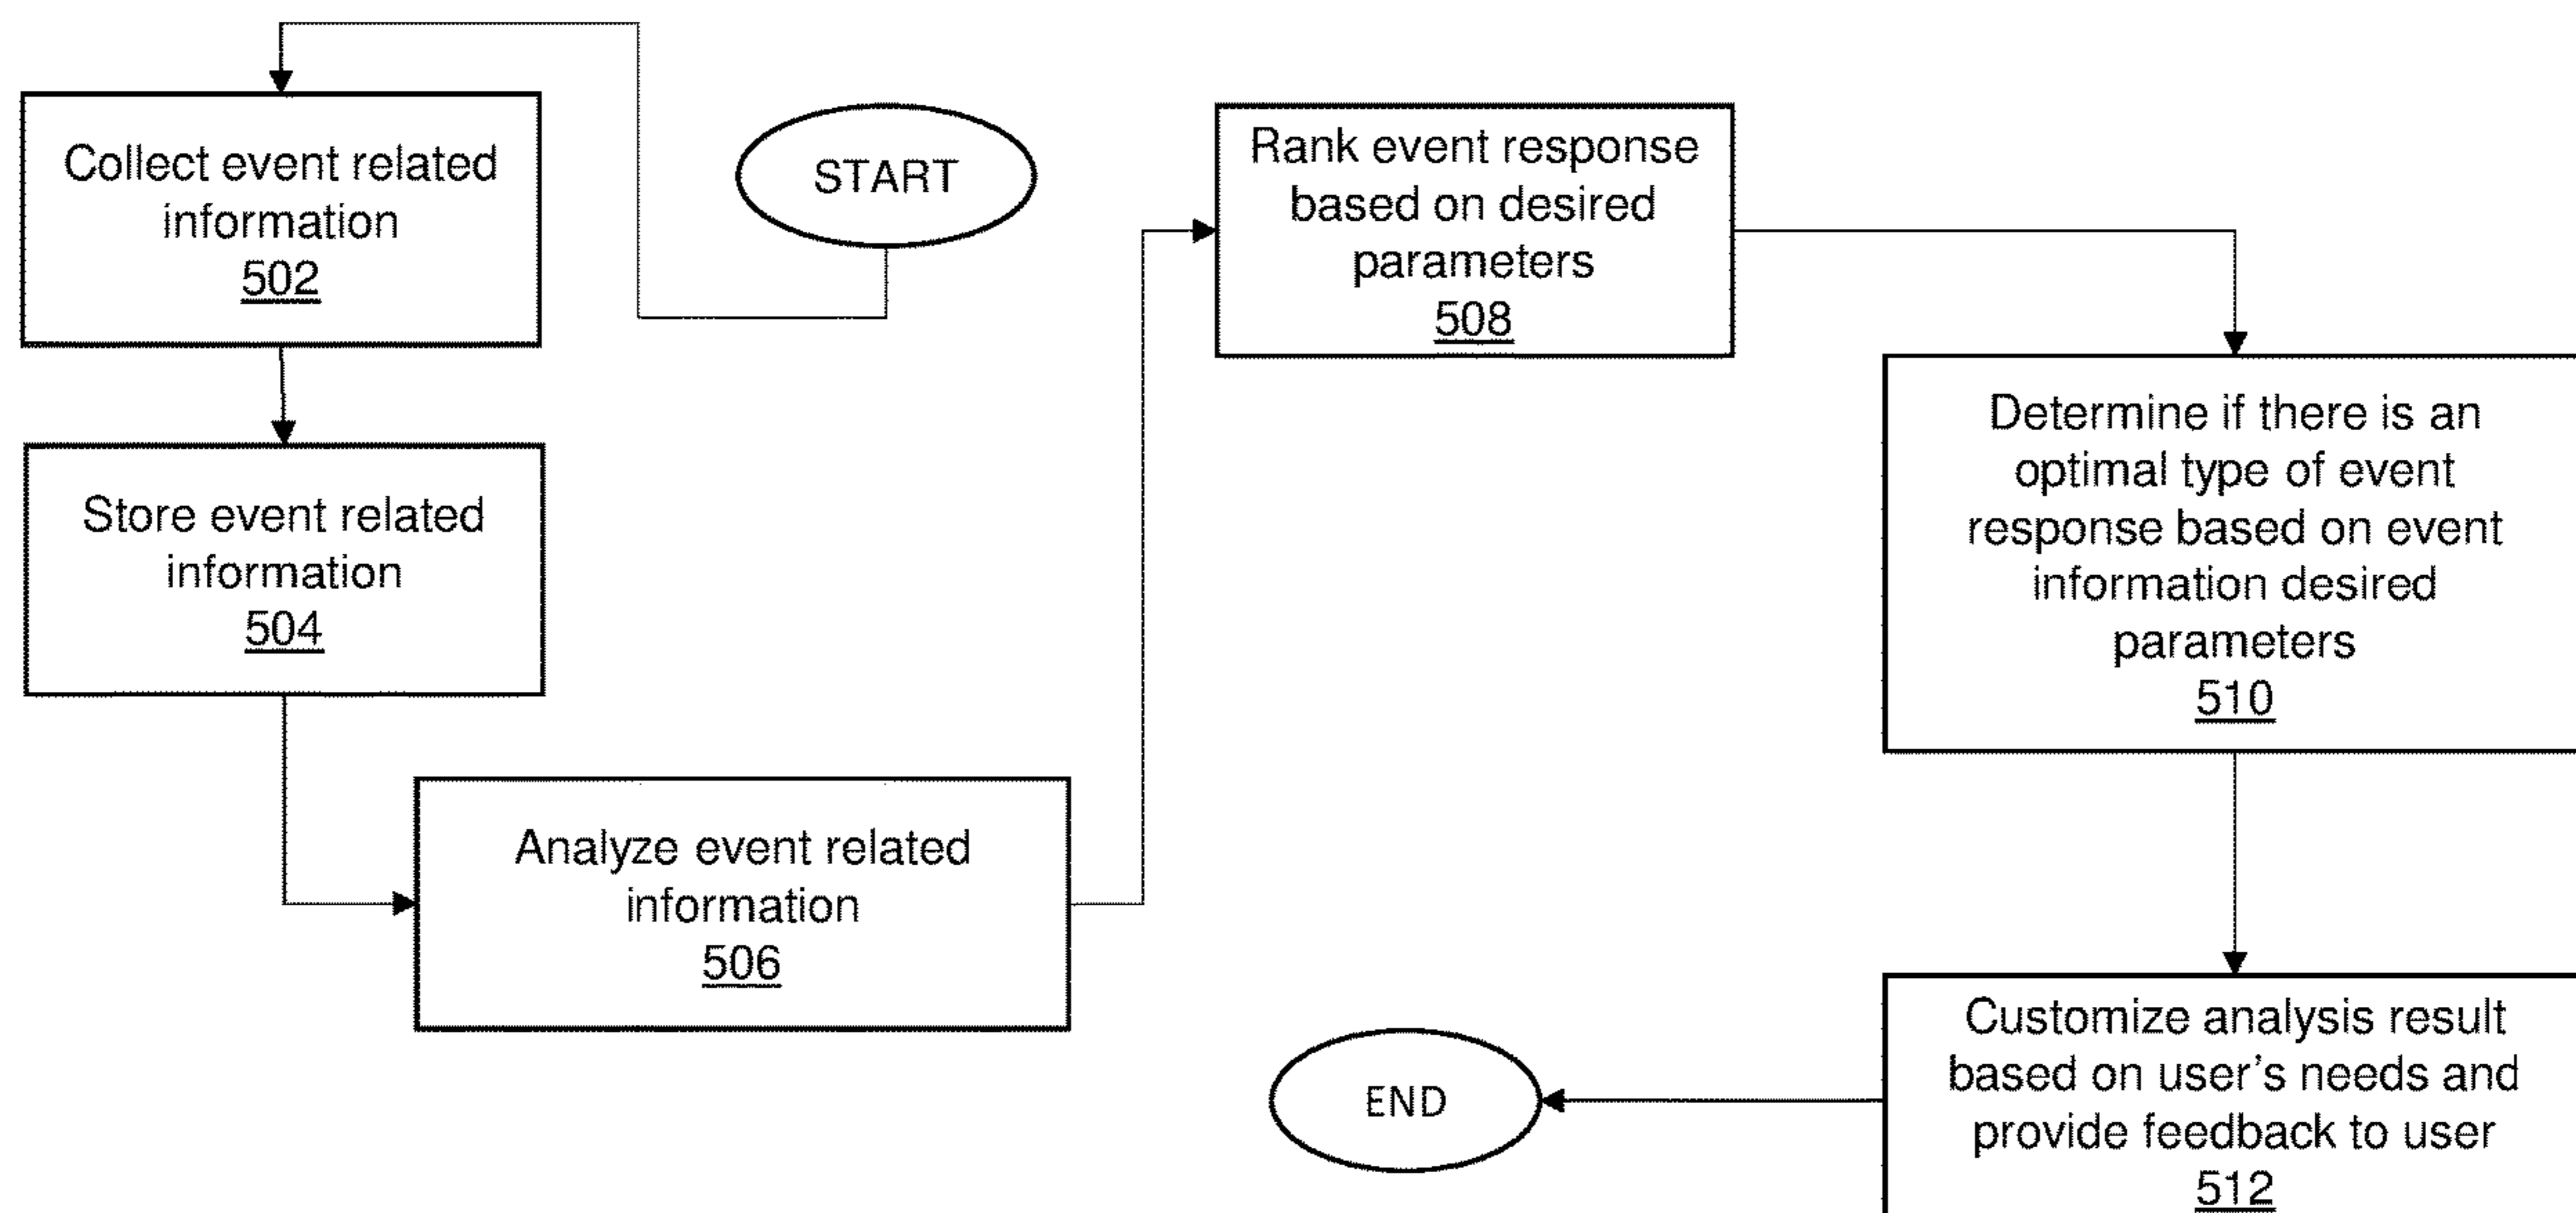 START
Collect event related
information
502
Store event related
information
504
Analyze event related
information
506
Rank event response
based on desired
parameters
508
Determine if there is an
optimal type of event
response based on event
information desired
parameters
510
Customize analysis result
based on user’s needs and
provide feedback to user
512
END